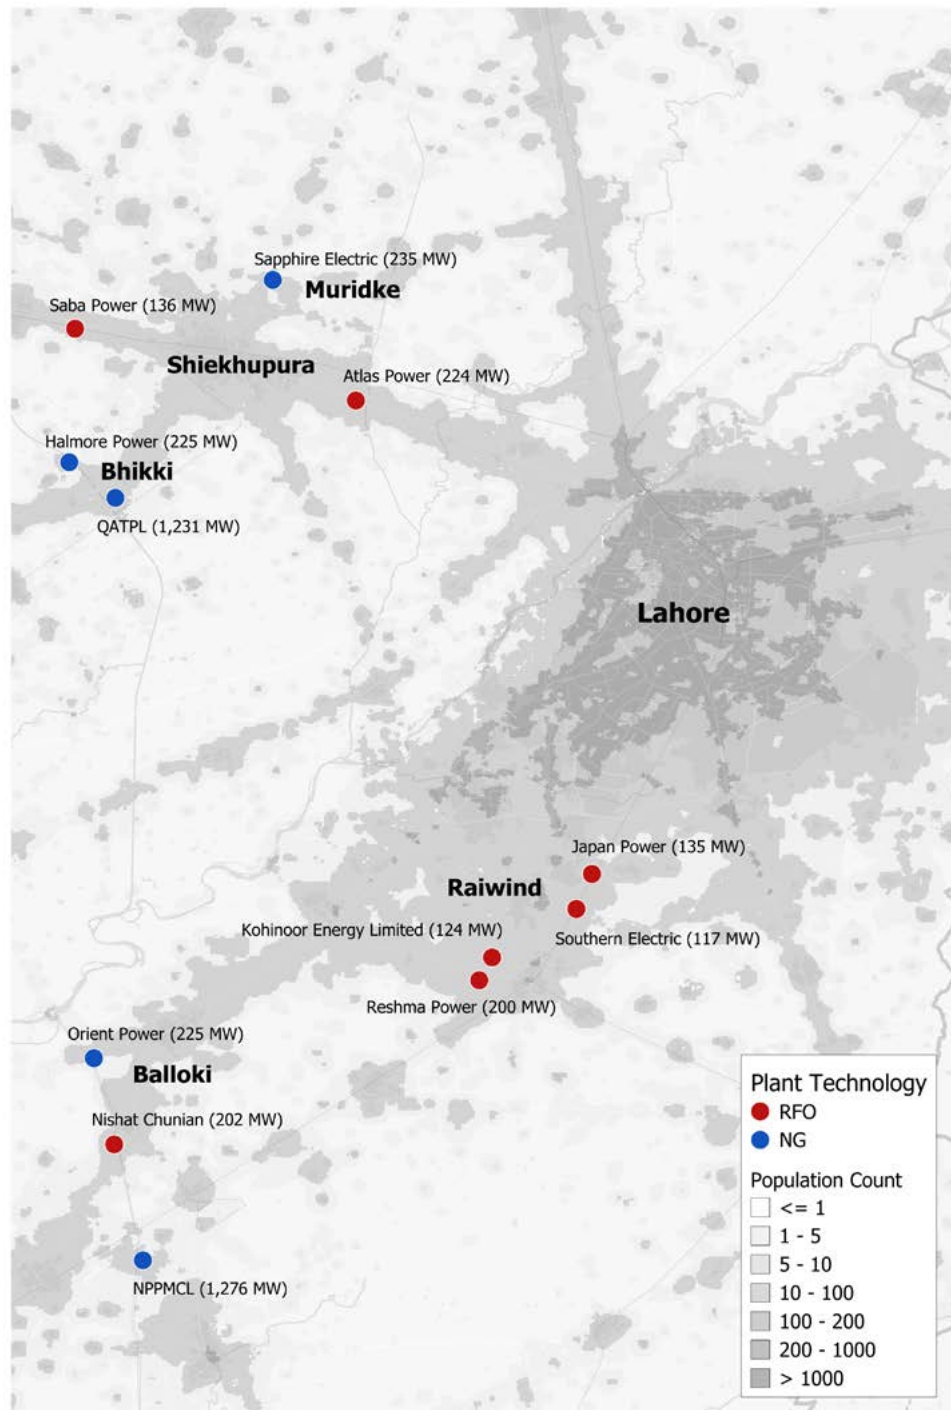 Sapphire Electric (235 MW)
Muridke
Saba Power (136 MW)
Shiekhupura
Atlas Power (224 MW)
Halmore Power (225 MW)
Bhikki
QATPL (1,231 MW)
Lahore
Japan Power (135 MW)
Raiwind
Kohinoor Energy Limited (124 MW)
Southern Electric (117 MW)
Reshma Power (200 MW)
Orient Power (225 MW)
Balloki
Nishat Chunian (202 MW)
NPPMCL (1,276 MW)
Plant Technology
RFO
NG
Population Count
<= 1
1 - 5
5 - 10
10 - 100
100 - 200
200 - 1000
> 1000